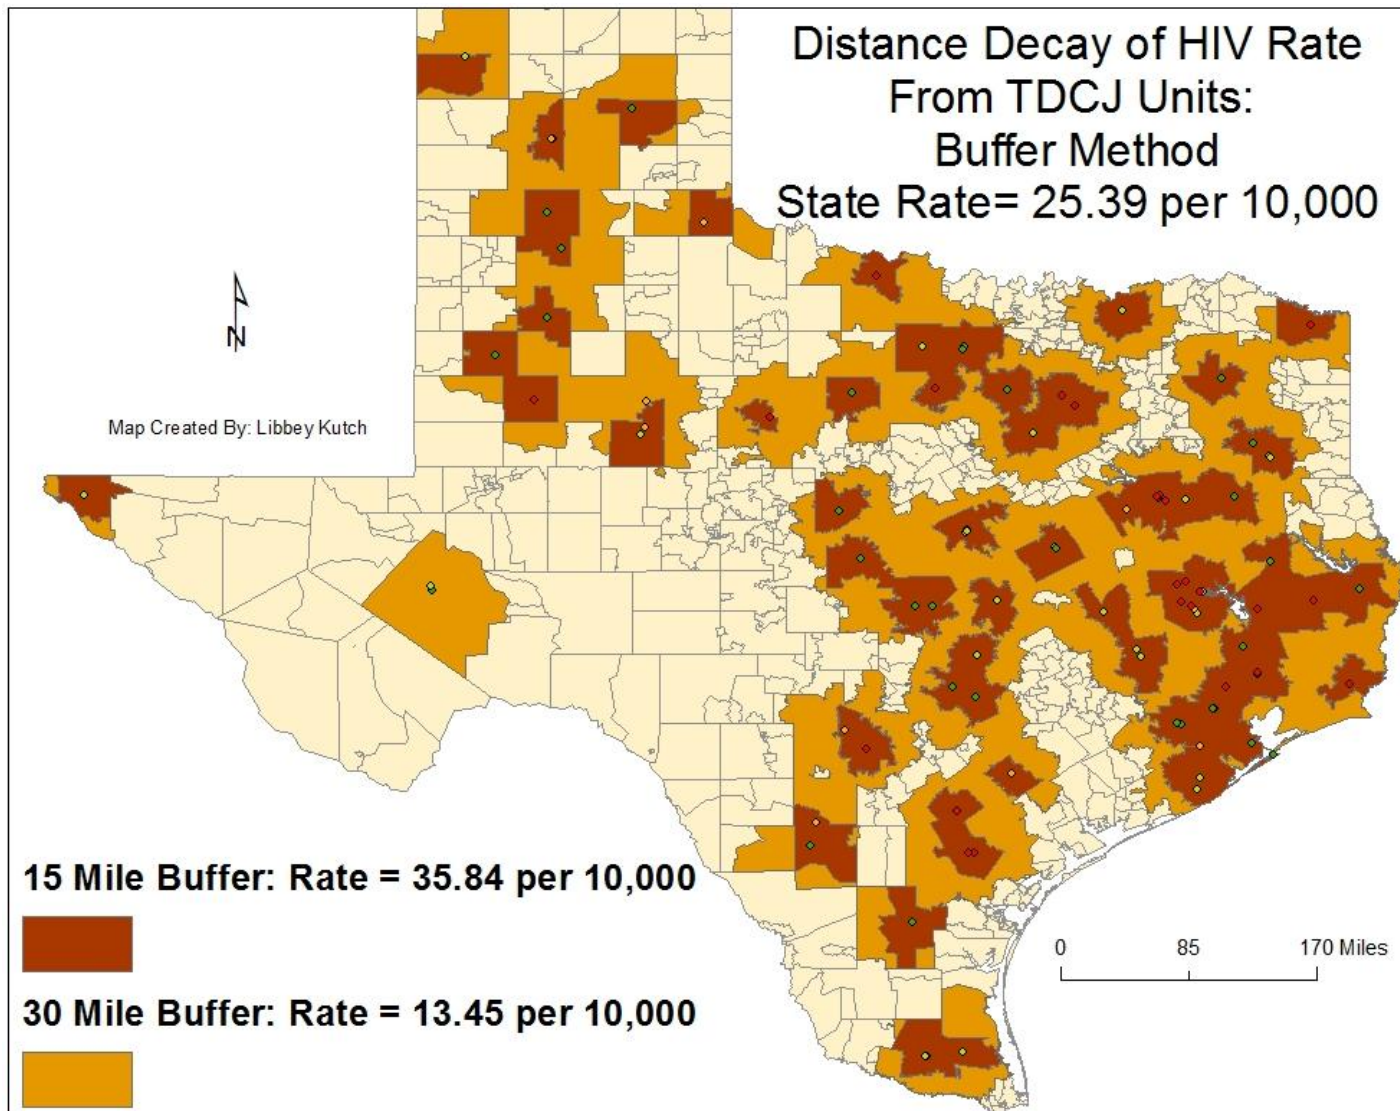 Distance Decay of HIV Rate
From TDCJ Units:
Buffer Method
State Rate= 25.39 per 10,000
N
Map Created By: Libbey Kutch
15 Mile Buffer: Rate = 35.84 per 10,000
30 Mile Buffer: Rate = 13.45 per 10,000
0 85 170 Miles